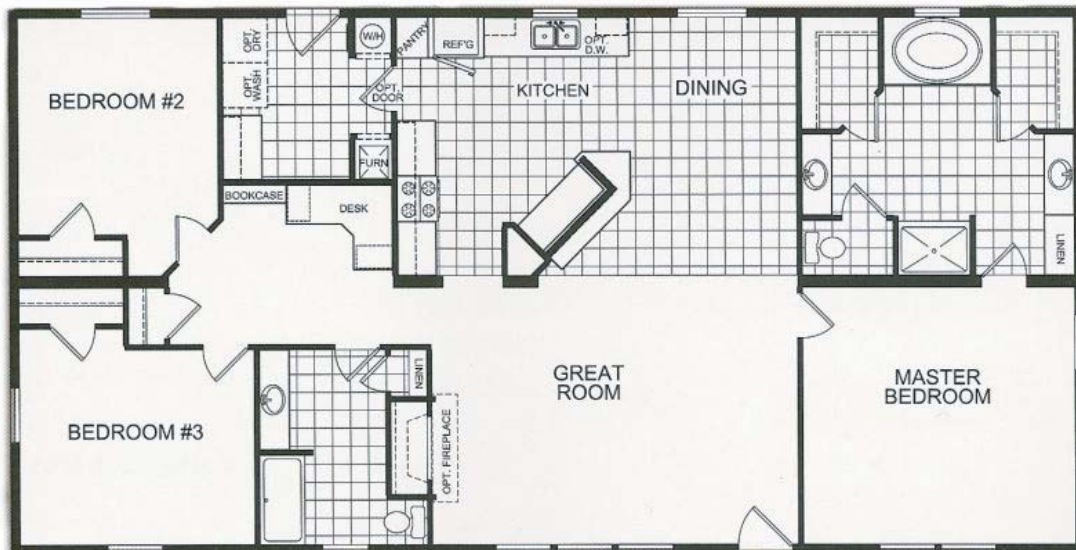 BEDROOM #2
OPT. DRY
OPT. WASH
W/H
OPT. DOOR
FURN
PANTRY
REF'G
OPT.
D.W.
KITCHEN
DINING
BOOKCASE
DESK
LINEN
GREAT
ROOM
MASTER
BEDROOM
BEDROOM #3
LINEN
OPT. FIREPLACE